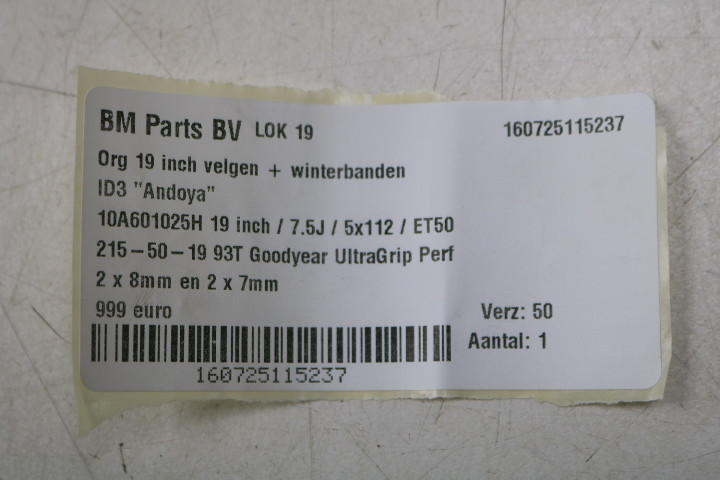 BM Parts BV LOK 19 160725115237
Org 19 inch velgen + winterbanden
ID3 "Andoya"
10A601025H 19 inch / 7.5J / 5x112 / ET50
215-50-19 93T Goodyear UltraGrip Perf
2 x 8mm en 2 x 7mm
999 euro Verz: 50
Aantal: 1
160725115237